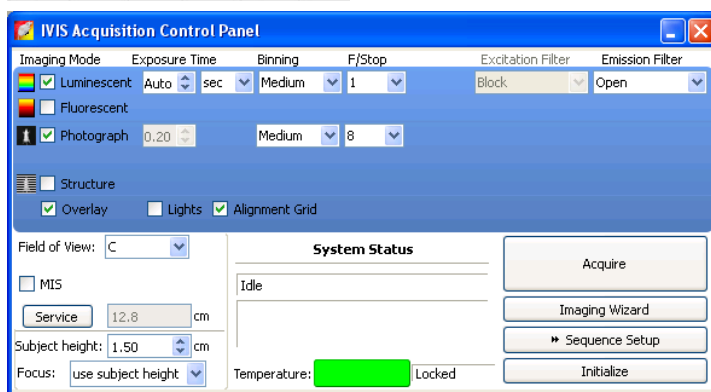 IVIS Acquisition Control Panel
Imaging Mode Exposure Time Binning F/Stop Excitation Filter Emission Filter
Luminescent Auto sec Medium 1 Block Open
Fluorescent
Photograph 0.20 Medium 8
Structure
Overlay Lights Alignment Grid
Field of View: C System Status Acquire
MIS Idle
Service 12.8 cm Imaging Wizard
Subject height: 1.50 cm Sequence Setup
Focus: use subject height Temperature: Locked Initialize